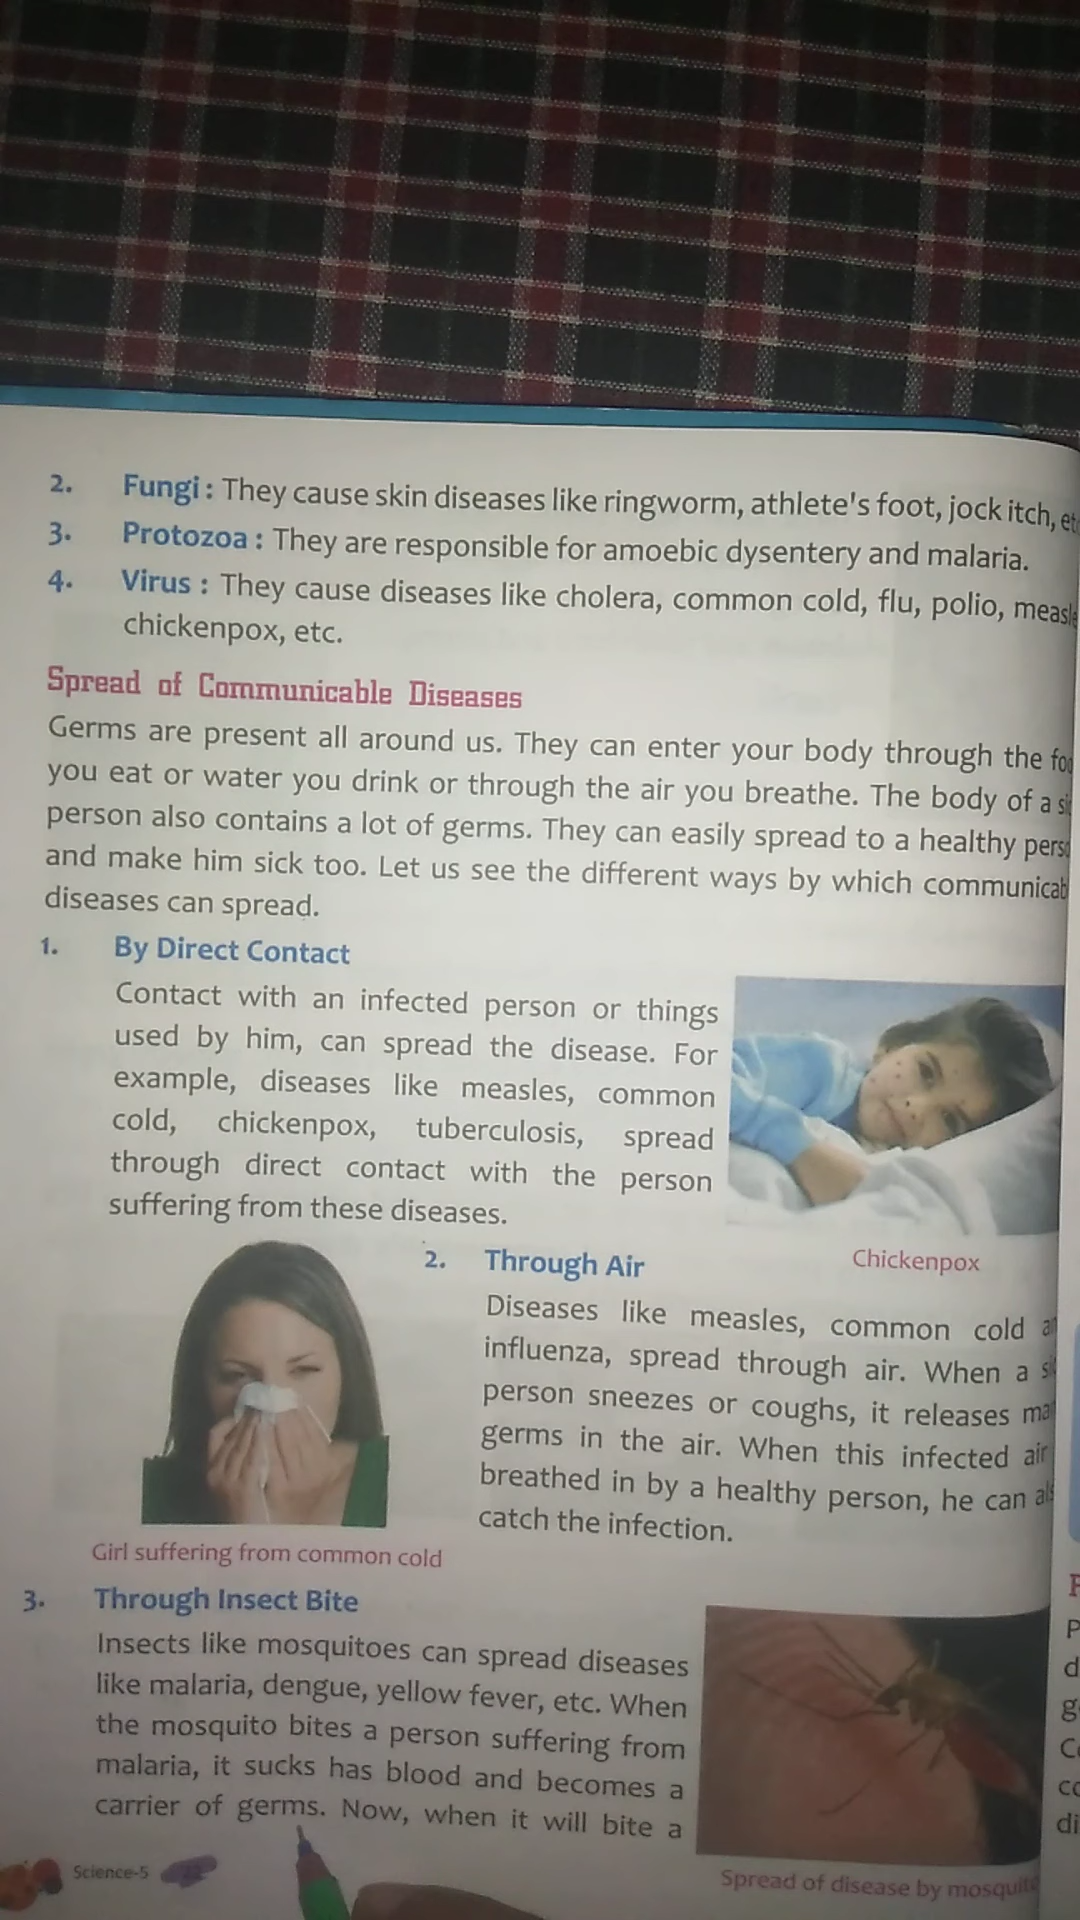 2. Fungi : They cause skin diseases like ringworm, athlete's foot, jock itch,
3. Protozoa : They are responsible for amoebic dysentery and malaria.
4. Virus : They cause diseases like cholera, common cold, flu, polio,
chickenpox, etc.
Spread of Communicable Diseases
Germs are present all around us. They can enter your body through the
you eat or water you drink or through the air you breathe. The body of a
person also contains a lot of germs. They can easily spread to a healthy
and make him sick too. Let us see the different ways by which
diseases can spread.
1. By Direct Contact
Contact with an infected person or things
used by him, can spread the disease. For
example, diseases like measles, common
cold, chickenpox, tuberculosis, spread
through direct contact with the person
suffering from these diseases.
Chickenpox
2. Through Air
Diseases like measles, common cold
influenza, spread through air. When a
person sneezes or coughs, it releases
germs in the air. When this infected air
breathed in by a healthy person, he can
catch the infection.
Girl suffering from common cold
3. Through Insect Bite
Insects like mosquitoes can spread diseases
like malaria, dengue, yellow fever, etc. When
the mosquito bites a person suffering from
malaria, it sucks has blood and becomes a
carrier of germs. Now, when it will bite a
Spread of disease by
Science-5